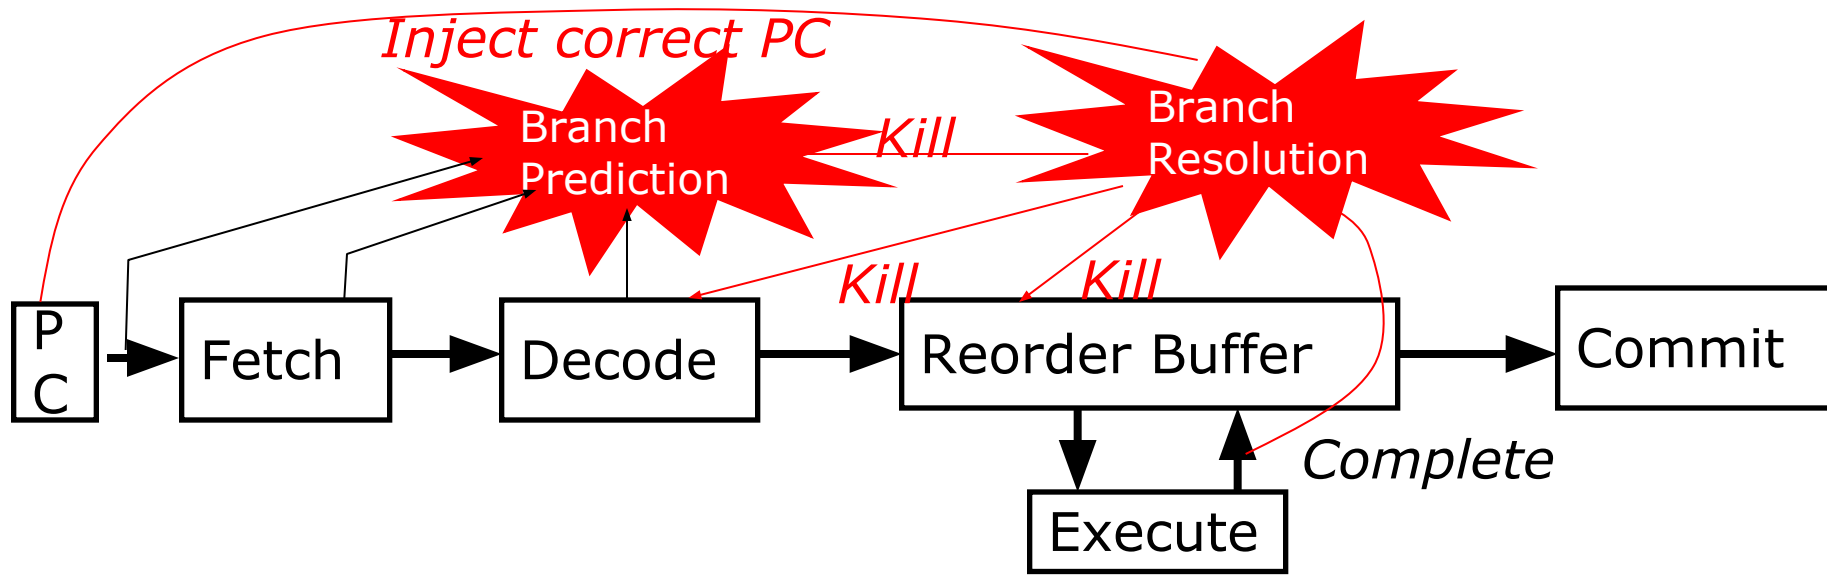 Inject correct PC
Branch
Prediction
Kill
Branch
Resolution
Kill
Kill
P
C
Fetch
Decode
Reorder Buffer
Commit
Complete
Execute